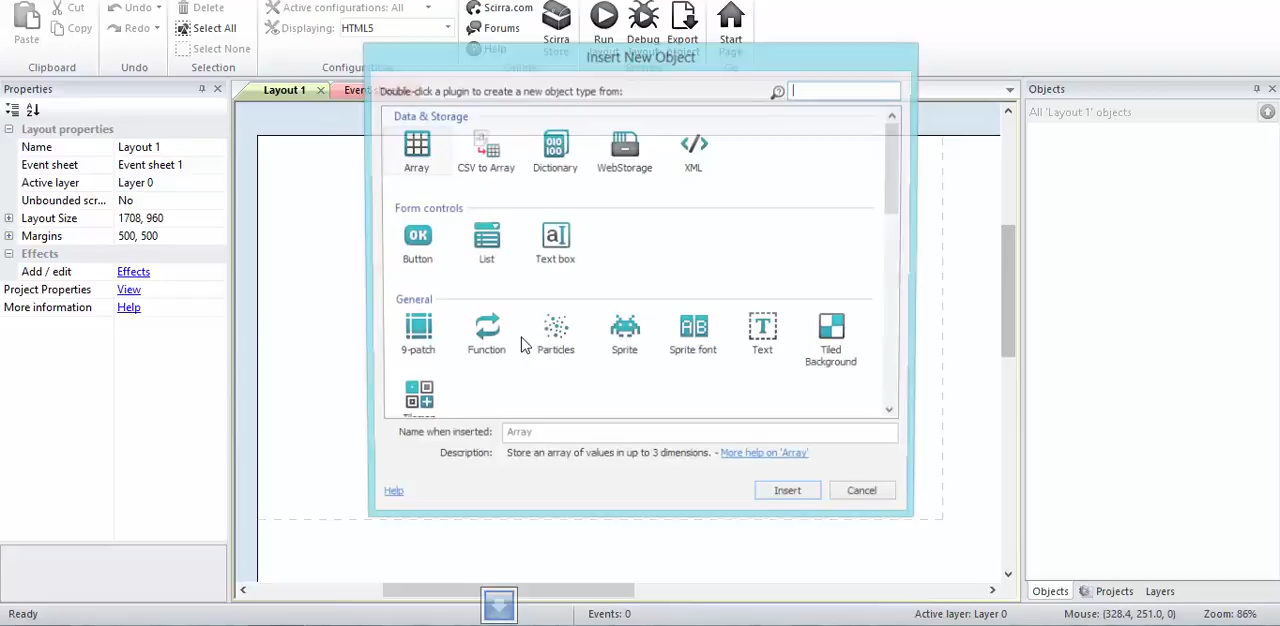 Paste
Cut
Copy
Clipboard
Undo
Redo
Undo
Delete
Select All
Select None
Selection
Active configurations: All
Displaying: HTML5
Scirra.com
Forums
Help
Scirra
Store
Run
layout
Debug
layout
Export
project
Start
Page
Go
Properties
Layout properties
Name Layout 1
Event sheet Event sheet 1
Active layer Layer 0
Unbounded scr... No
Layout Size 1708, 960
Margins 500, 500
Effects
Add / edit Effects
Project Properties View
More information Help
Layout 1
Insert New Object
Double-click a plugin to create a new object type from:
Data & Storage
Array
CSV to Array
Dictionary
WebStorage
XML
Form controls
Button
List
Text box
General
9-patch
Function
Particles
Sprite
Sprite font
Text
Tiled
Background
Name when inserted: Array
Description: Store an array of values in up to 3 dimensions. - More help on 'Array'
Help
Insert
Cancel
Objects
All 'Layout 1' objects
Objects
Projects
Layers
Ready
Events: 0
Active layer: Layer 0
Mouse: (328.4, 251.0, 0)
Zoom: 86%